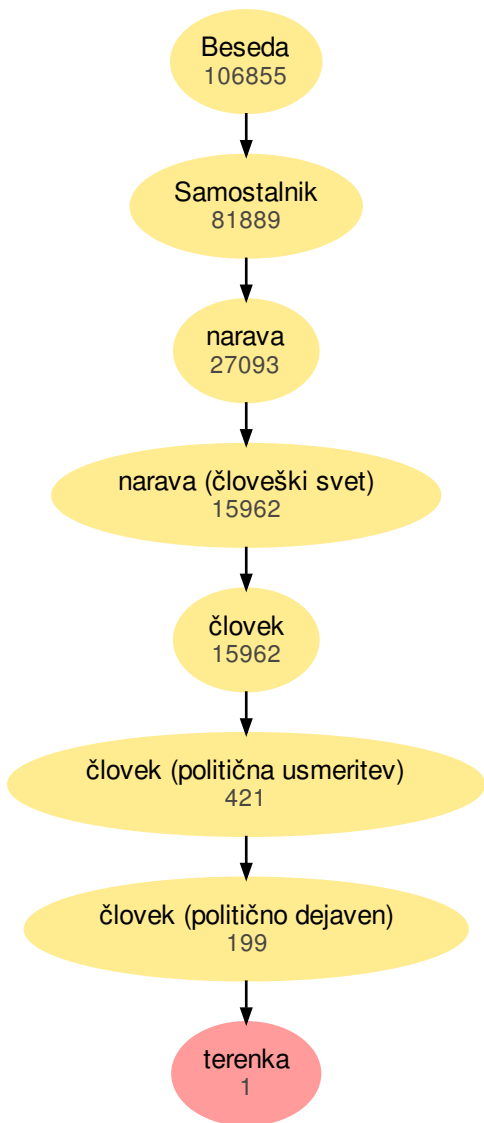 Beseda
106855
Samostalnik
81889
narava
27093
narava (človeški svet)
15962
človek
15962
človek (politična usmeritev)
421
človek (politično dejaven)
199
terenka
1